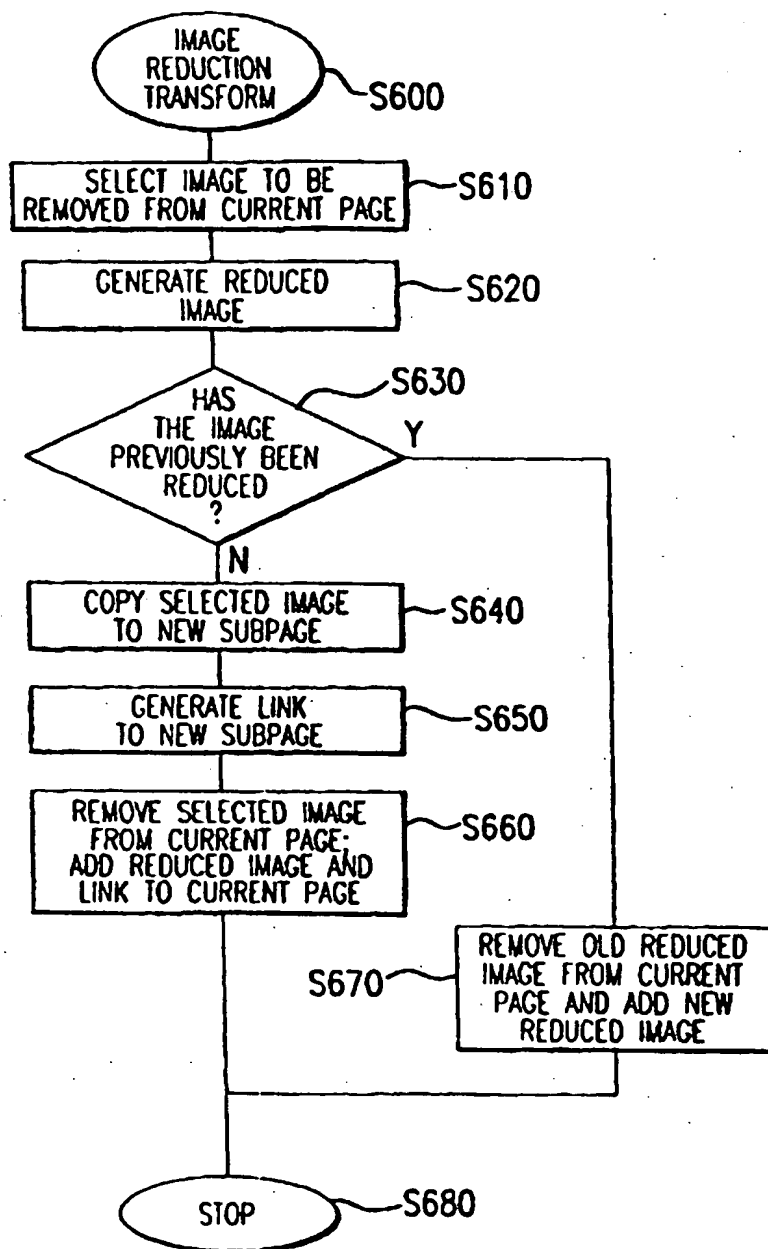 IMAGE
REDUCTION
TRANSFORM
S600
SELECT IMAGE TO BE
REMOVED FROM CURRENT PAGE
S610
GENERATE REDUCED
IMAGE
S620
S630
HAS
THE IMAGE
PREVIOUSLY BEEN
REDUCED
?
Y
N
COPY SELECTED IMAGE
TO NEW SUBPAGE
S640
GENERATE LINK
TO NEW SUBPAGE
S650
REMOVE SELECTED IMAGE
FROM CURRENT PAGE;
ADD REDUCED IMAGE AND
LINK TO CURRENT PAGE
S660
S670
REMOVE OLD REDUCED
IMAGE FROM CURRENT
PAGE AND ADD NEW
REDUCED IMAGE
STOP
S680